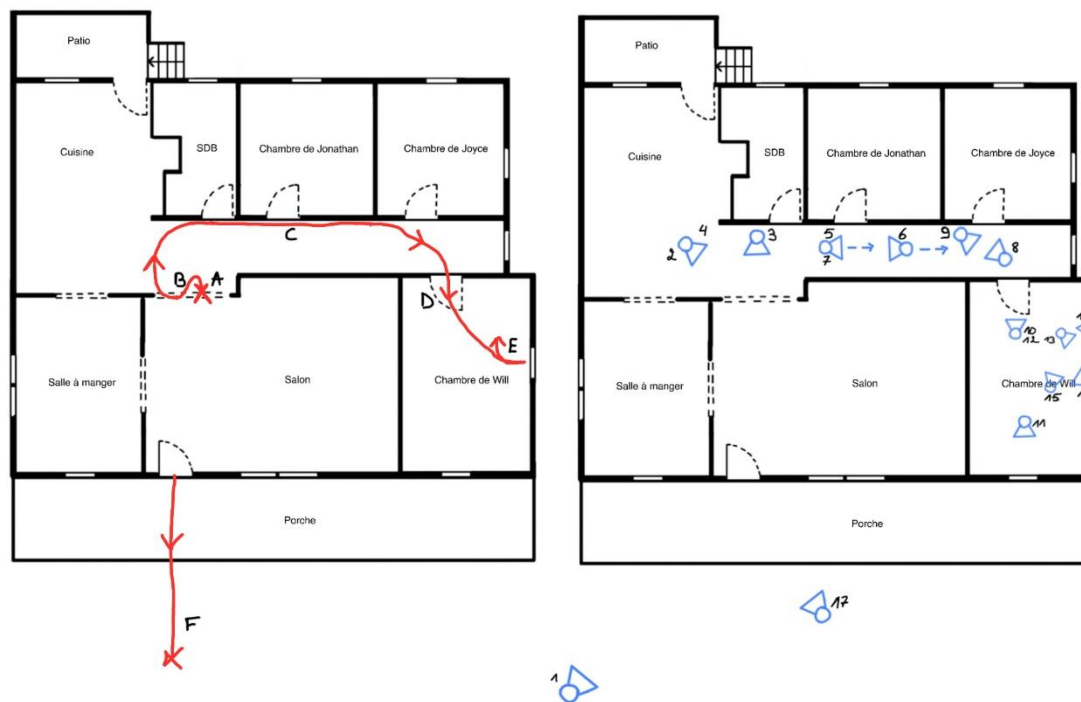 Patio
Cuisine
SDB
Chambre de Jonathan
Chambre de Joyce
C
B
A
D
E
Salle à manger
Salon
Chambre de Will
Porche
F
Patio
Cuisine
SDB
Chambre de Jonathan
Chambre de Joyce
4
2
3
5
7
6
9
8
10
12
13
Salle à manger
Salon
Chambre de Will
15
11
Porche
17
1